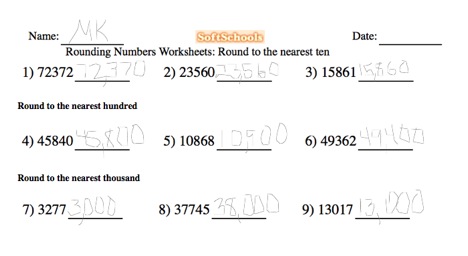 Name: MK SoftSchools Date:
Rounding Numbers Worksheets: Round to the nearest ten
1) 72372 72,370 2) 23560 23,560 3) 15861 15,860
Round to the nearest hundred
4) 45840 45,800 5) 10868 10,900 6) 49362 49,400
Round to the nearest thousand
7) 3277 3,000 8) 37745 38,000 9) 13017 13,000